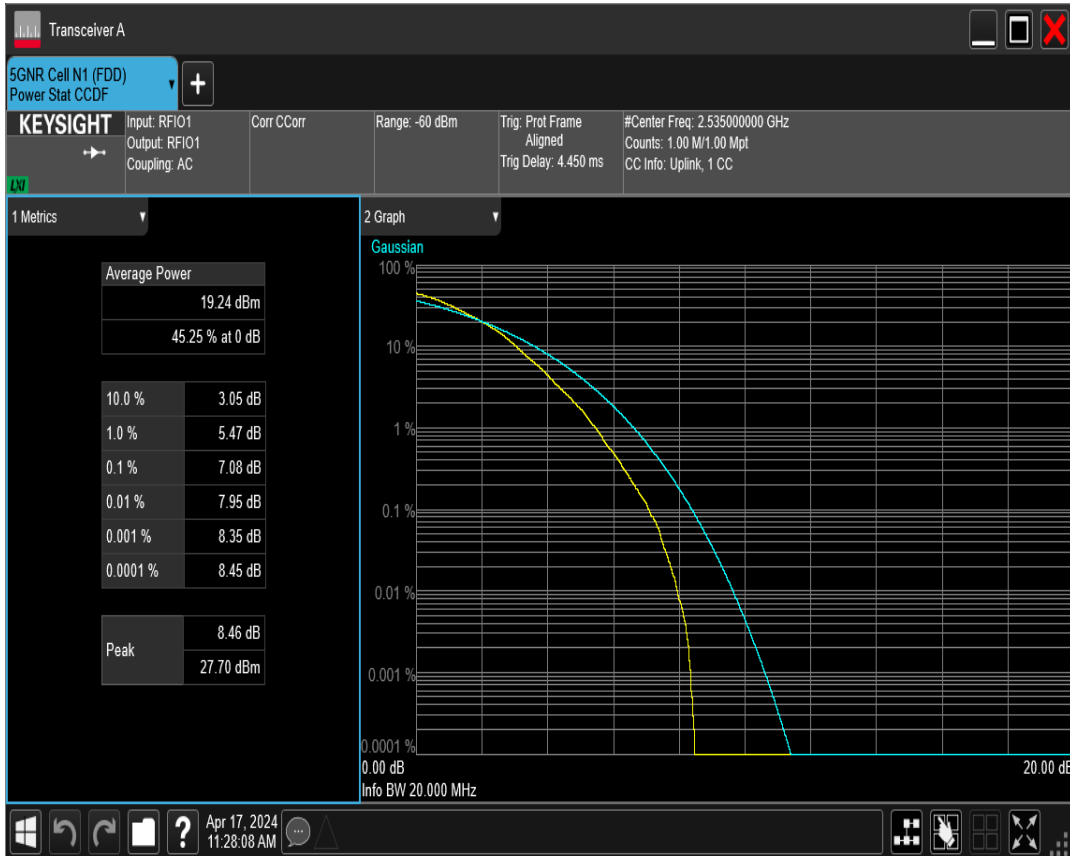 Transceiver A
5GNR Cell N1 (FDD)
Power Stat CCDF
+
KEYSIGHT
LXI
Input: RFIO1
Output: RFIO1
Coupling: AC
Corr CCorr
Range: -60 dBm
Trig: Prot Frame
Aligned
Trig Delay: 4.450 ms
#Center Freq: 2.535000000 GHz
Counts: 1.00 M/1.00 Mpt
CC Info: Uplink, 1 CC
1 Metrics
Average Power
19.24 dBm
45.25 % at 0 dB
10.0 % 3.05 dB
1.0 % 5.47 dB
0.1 % 7.08 dB
0.01 % 7.95 dB
0.001 % 8.35 dB
0.0001 % 8.45 dB
Peak
8.46 dB
27.70 dBm
2 Graph
Gaussian
100 %
10 %
1 %
0.1 %
0.01 %
0.001 %
0.0001 %
0.00 dB
20.00 dB
Info BW 20.000 MHz
?
Apr 17, 2024
11:28:08 AM